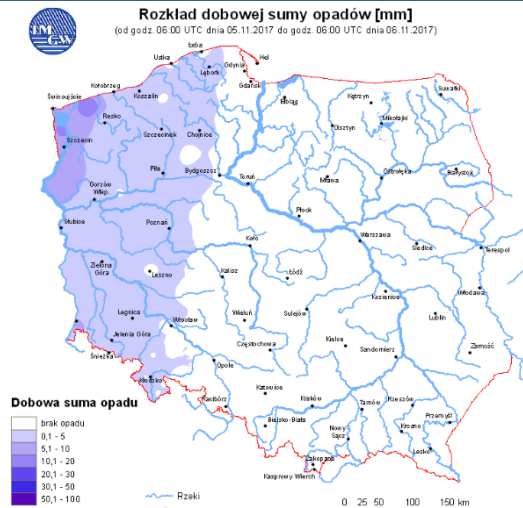 IM
GW
Rozkład dobowej sumy opadów [mm]
(od godz. 06:00 UTC dnia 05.11.2017 do godz. 06:00 UTC dnia 06.11.2017)
Łeba
Ustka
Hel
Gdynia
Lębork
Gdańsk
Kołobrzeg
Koszalin
Świnoujście
Resko
Elbląg
Kętrzyn
Suwałki
Mikołajki
Olsztyn
Szczecinek
Chojnice
Szczecin
Piła
Bydgoszcz
Toruń
Mława
Ostrołęka
Białystok
Gorzów
Wlkp.
Słubice
Poznań
Płock
Koło
Warszawa
Siedlce
Terespol
Zielona
Góra
Leszno
Kalisz
Łódź
Kozienice
Włodawa
Legnica
Wrocław
Wieluń
Sulejów
Lublin
Jelenia Góra
Śnieżka
Częstochowa
Kielce
Sandomierz
Zamość
Kłodzko
Opole
Racibórz
Katowice
Kraków
Tarnów
Rzeszów
Przemyśl
Bielsko-Biała
Nowy
Sącz
Krosno
Lesko
Zakopane
Kasprowy Wierch
Dobowa suma opadu
brak opadu
0,1 - 5
5,1 - 10
10,1 - 20
20,1 - 30
30,1 - 50
50,1 - 100
Rzeki
0 25 50 100 150 km